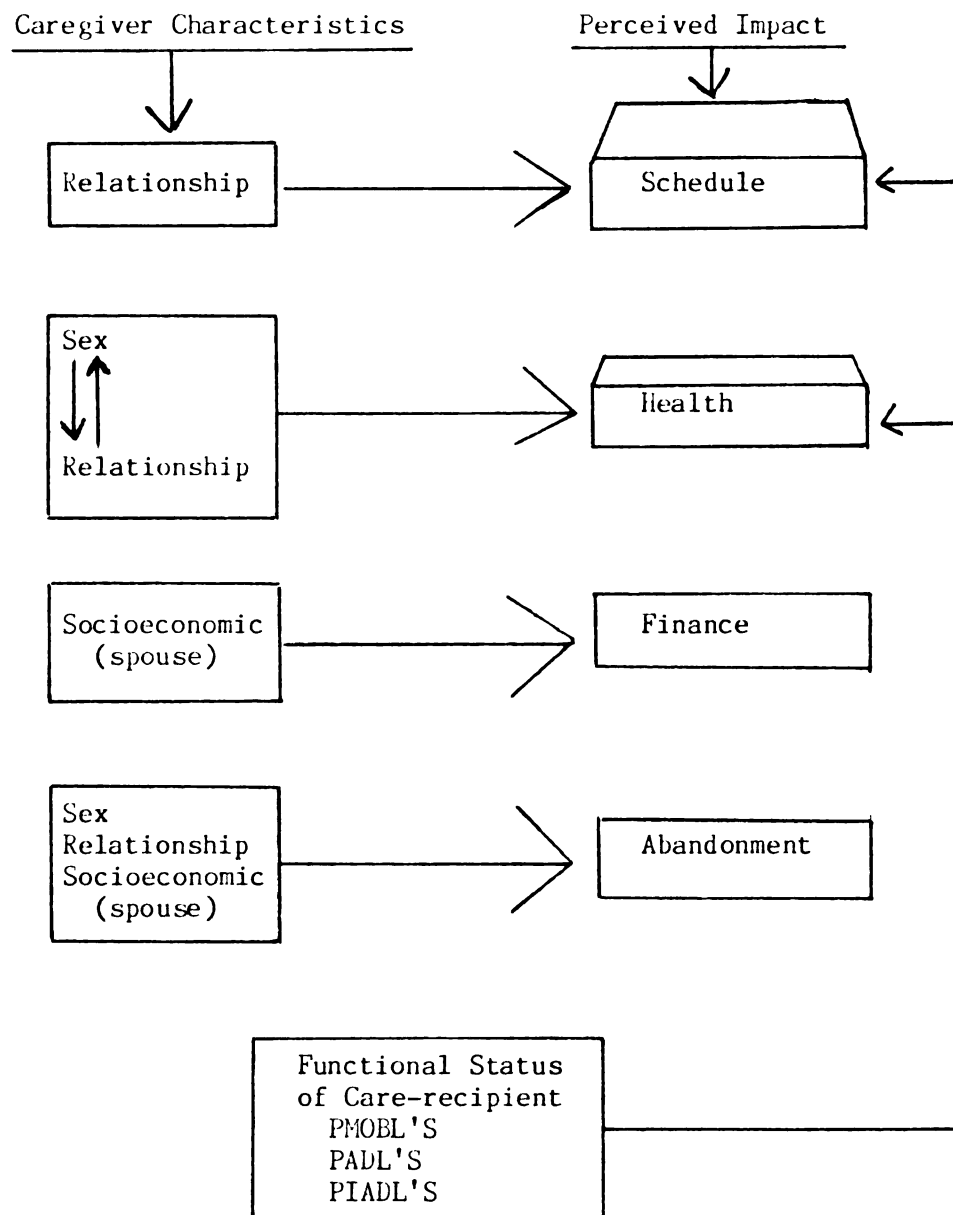 Caregiver Characteristics
Perceived Impact
Relationship
Schedule
Sex
Relationship
Health
Socioeconomic
(spouse)
Finance
Sex
Relationship
Socioeconomic
(spouse)
Abandonment
Functional Status
of Care-recipient
PMOBL'S
PADL'S
PIADL'S